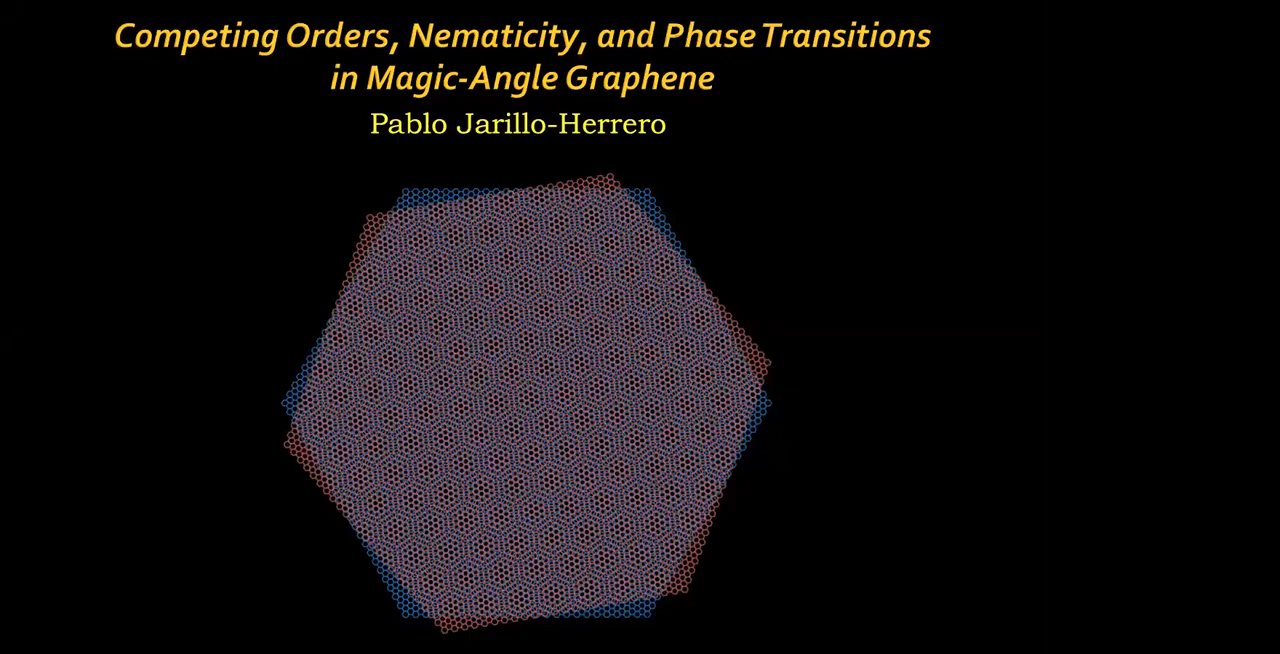 Competing Orders, Nematicity, and Phase Transitions
in Magic-Angle Graphene
Pablo Jarillo-Herrero